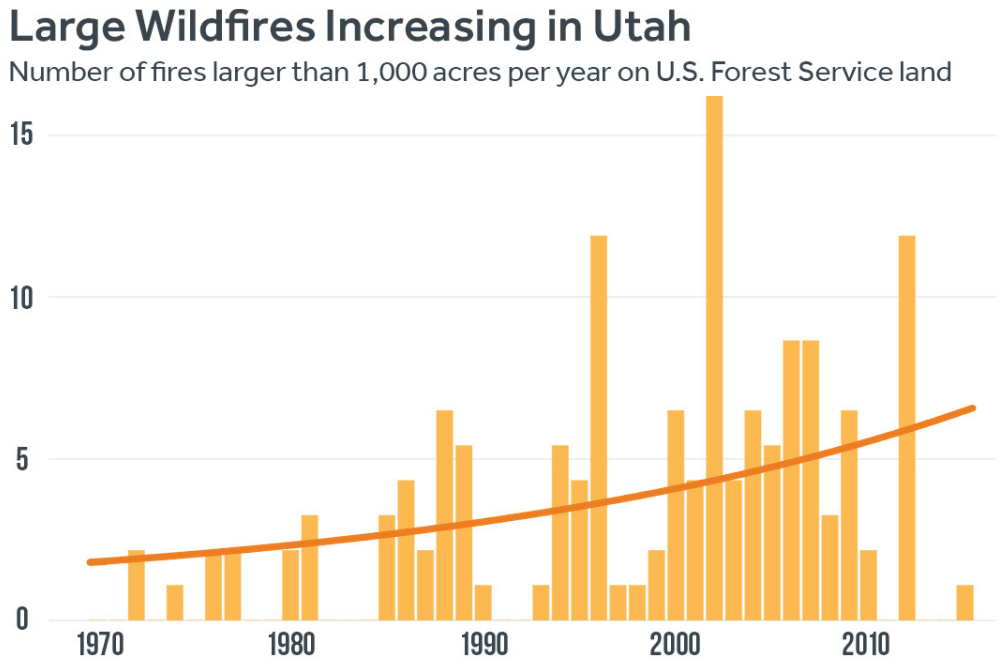 Large Wildfires Increasing in Utah
Number of fires larger than 1,000 acres per year on U.S. Forest Service land
15
10
5
0
1970 1980 1990 2000 2010